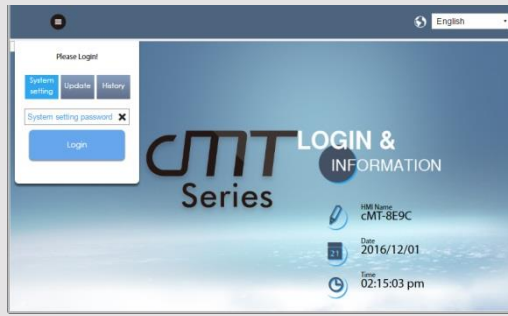 English
Please Login!
System setting
Update
History
System setting password
Login
cMT
Series
LOGIN &
INFORMATION
HMI Name
cMT-8E9C
21
Date
2016/12/01
Time
02:15:03 pm